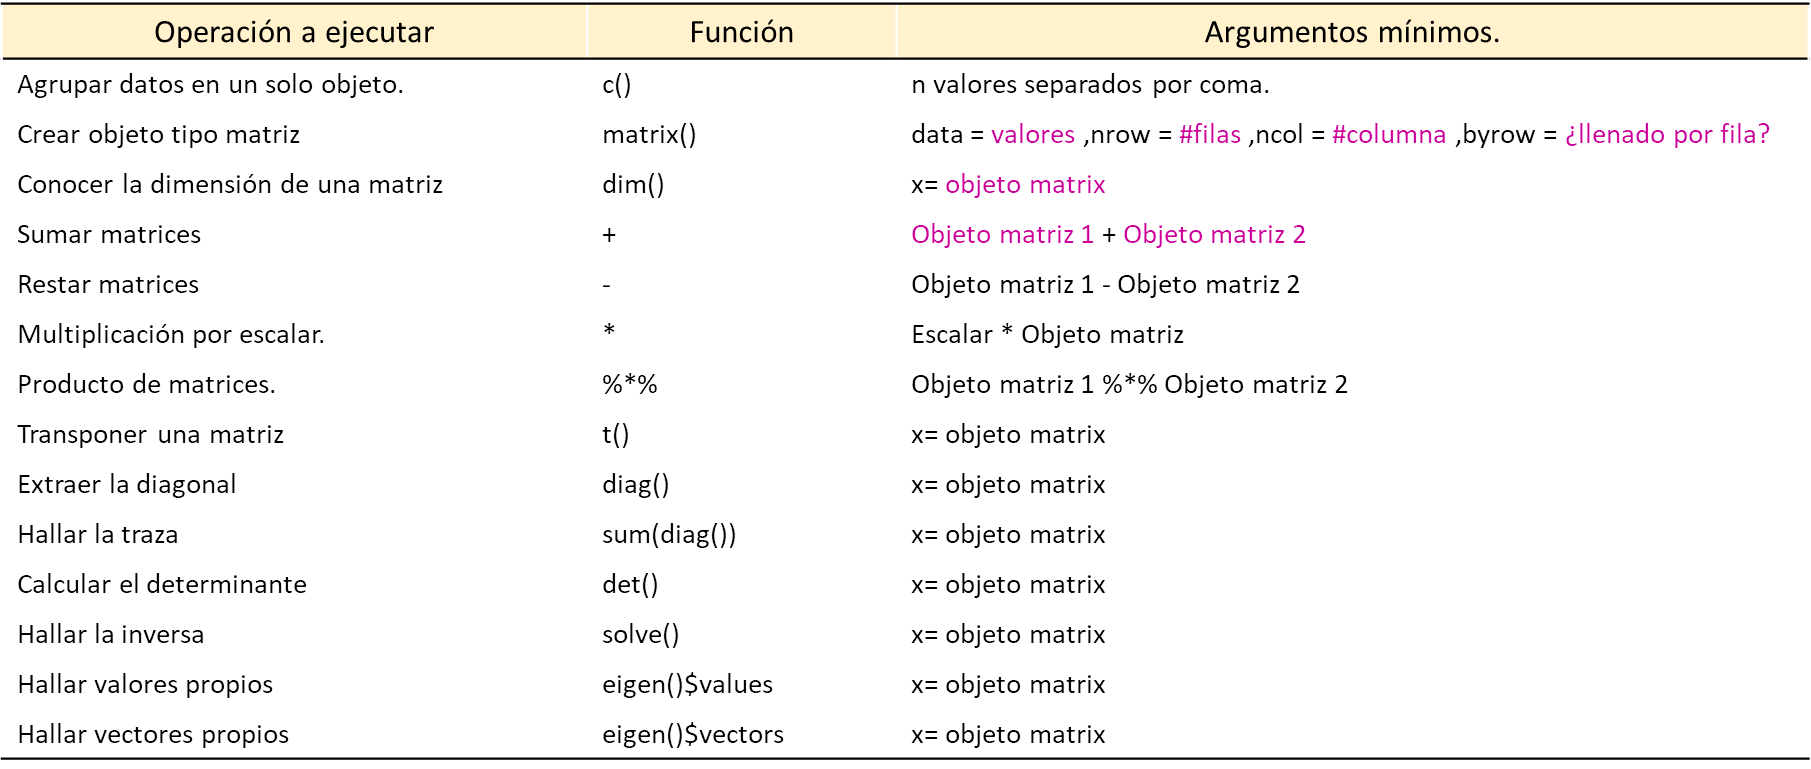 Operación a ejecutar Función Argumentos mínimos.
Agrupar datos en un solo objeto. c() n valores separados por coma.
Crear objeto tipo matriz matrix() data = valores ,nrow = #filas ,ncol = #columna ,byrow = ¿llenado por fila?
Conocer la dimensión de una matriz dim() x= objeto matrix
Sumar matrices + Objeto matriz 1 + Objeto matriz 2
Restar matrices - Objeto matriz 1 - Objeto matriz 2
Multiplicación por escalar. * Escalar * Objeto matriz
Producto de matrices. %*% Objeto matriz 1 %*% Objeto matriz 2
Transponer una matriz t() x= objeto matrix
Extraer la diagonal diag() x= objeto matrix
Hallar la traza sum(diag()) x= objeto matrix
Calcular el determinante det() x= objeto matrix
Hallar la inversa solve() x= objeto matrix
Hallar valores propios eigen()$values x= objeto matrix
Hallar vectores propios eigen()$vectors x= objeto matrix